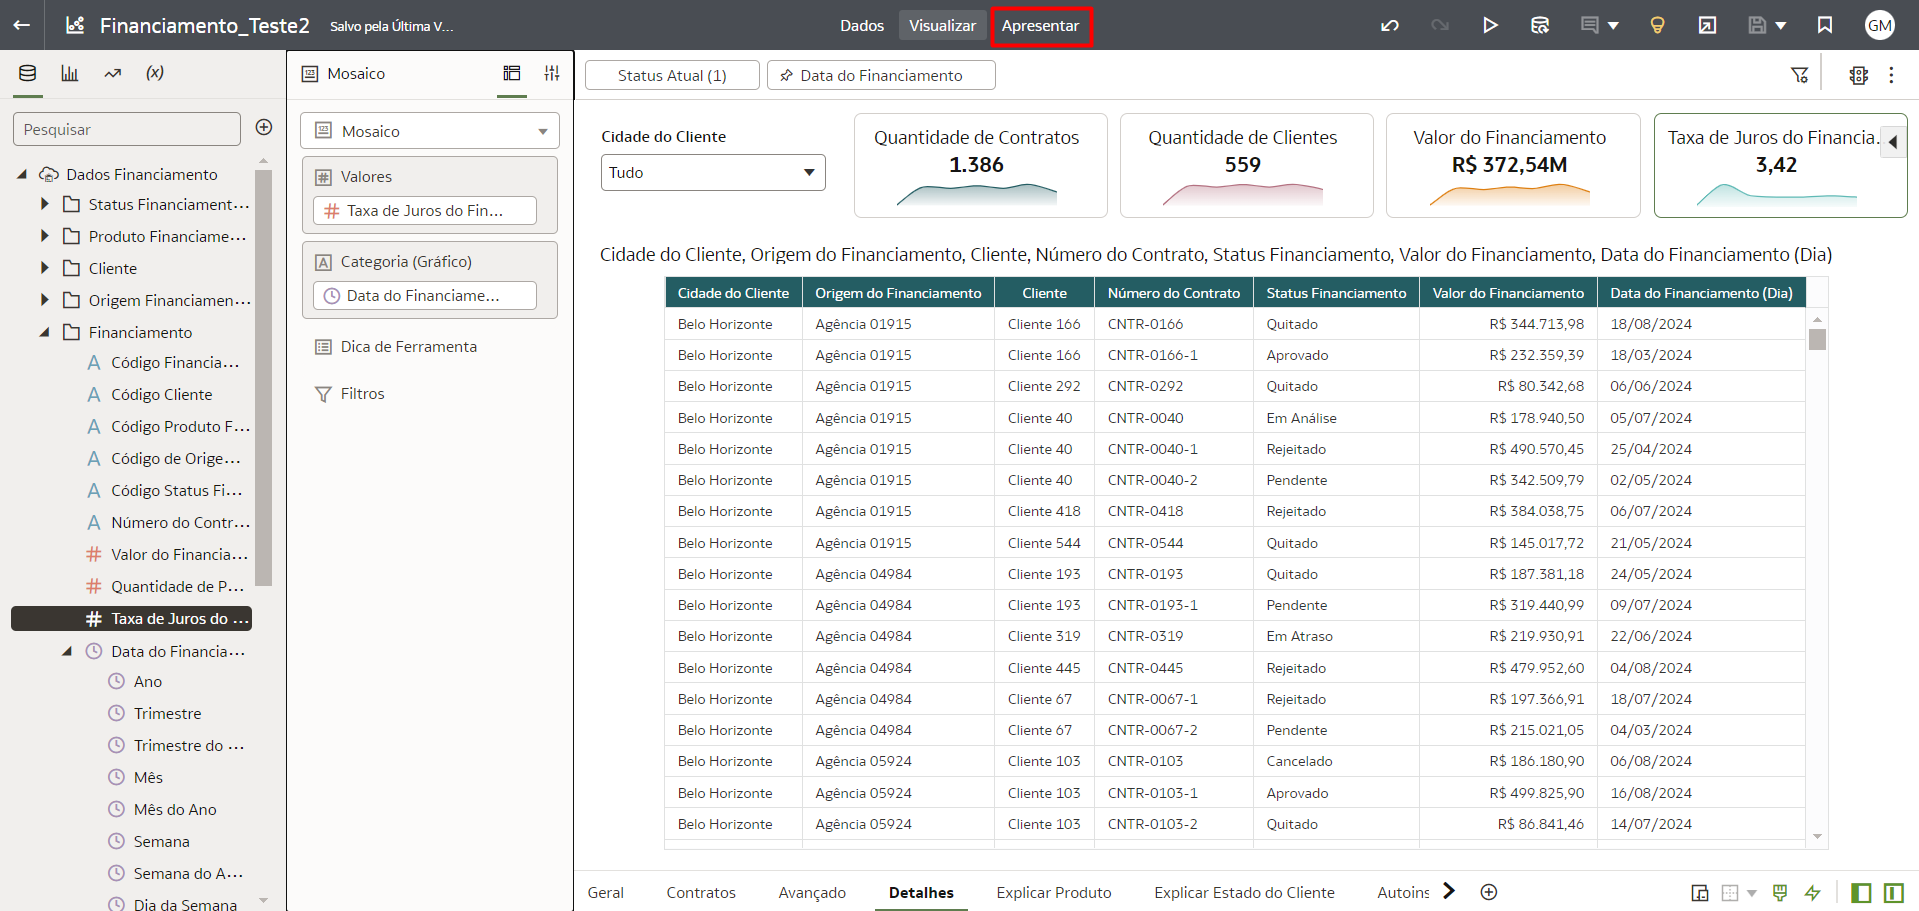 Financiamento_Teste2 Salvo pela Última V... Dados Visualizar Apresentar GM
(x)
Pesquisar
Dados Financiamento
Status Financiament...
Produto Financiame...
Cliente
Origem Financiamen...
Financiamento
Código Financia...
Código Cliente
Código Produto F...
Código de Orige...
Código Status Fi...
Número do Contr...
Valor do Financia...
Quantidade de P...
Taxa de Juros do ...
Data do Financia...
Ano
Trimestre
Trimestre do ...
Mês
Mês do Ano
Semana
Semana do A...
Dia da Semana
Mosaico
Mosaico
Valores
Taxa de Juros do Fin...
Categoria (Gráfico)
Data do Financiame...
Dica de Ferramenta
Filtros
Status Atual (1) Data do Financiamento
Cidade do Cliente
Tudo
Quantidade de Contratos
1.386
Quantidade de Clientes
559
Valor do Financiamento
R$ 372,54M
Taxa de Juros do Financia...
3,42
Cidade do Cliente, Origem do Financiamento, Cliente, Número do Contrato, Status Financiamento, Valor do Financiamento, Data do Financiamento (Dia)
Cidade do Cliente Origem do Financiamento Cliente Número do Contrato Status Financiamento Valor do Financiamento Data do Financiamento (Dia)
Belo Horizonte Agência 01915 Cliente 166 CNTR-0166 Quitado R$ 344.713,98 18/08/2024
Belo Horizonte Agência 01915 Cliente 166 CNTR-0166-1 Aprovado R$ 232.359,39 18/03/2024
Belo Horizonte Agência 01915 Cliente 292 CNTR-0292 Quitado R$ 80.342,68 06/06/2024
Belo Horizonte Agência 01915 Cliente 40 CNTR-0040 Em Análise R$ 178.940,50 05/07/2024
Belo Horizonte Agência 01915 Cliente 40 CNTR-0040-1 Rejeitado R$ 490.570,45 25/04/2024
Belo Horizonte Agência 01915 Cliente 40 CNTR-0040-2 Pendente R$ 342.509,79 02/05/2024
Belo Horizonte Agência 01915 Cliente 418 CNTR-0418 Rejeitado R$ 384.038,75 06/07/2024
Belo Horizonte Agência 01915 Cliente 544 CNTR-0544 Quitado R$ 145.017,72 21/05/2024
Belo Horizonte Agência 04984 Cliente 193 CNTR-0193 Quitado R$ 187.381,18 24/05/2024
Belo Horizonte Agência 04984 Cliente 193 CNTR-0193-1 Pendente R$ 319.440,99 09/07/2024
Belo Horizonte Agência 04984 Cliente 319 CNTR-0319 Em Atraso R$ 219.930,91 22/06/2024
Belo Horizonte Agência 04984 Cliente 445 CNTR-0445 Rejeitado R$ 479.952,60 04/08/2024
Belo Horizonte Agência 04984 Cliente 67 CNTR-0067-1 Rejeitado R$ 197.366,91 18/07/2024
Belo Horizonte Agência 04984 Cliente 67 CNTR-0067-2 Pendente R$ 215.021,05 04/03/2024
Belo Horizonte Agência 05924 Cliente 103 CNTR-0103 Cancelado R$ 186.180,90 06/08/2024
Belo Horizonte Agência 05924 Cliente 103 CNTR-0103-1 Aprovado R$ 499.825,90 16/08/2024
Belo Horizonte Agência 05924 Cliente 103 CNTR-0103-2 Quitado R$ 86.841,46 14/07/2024
Geral Contratos Avançado Detalhes Explicar Produto Explicar Estado do Cliente Autoins